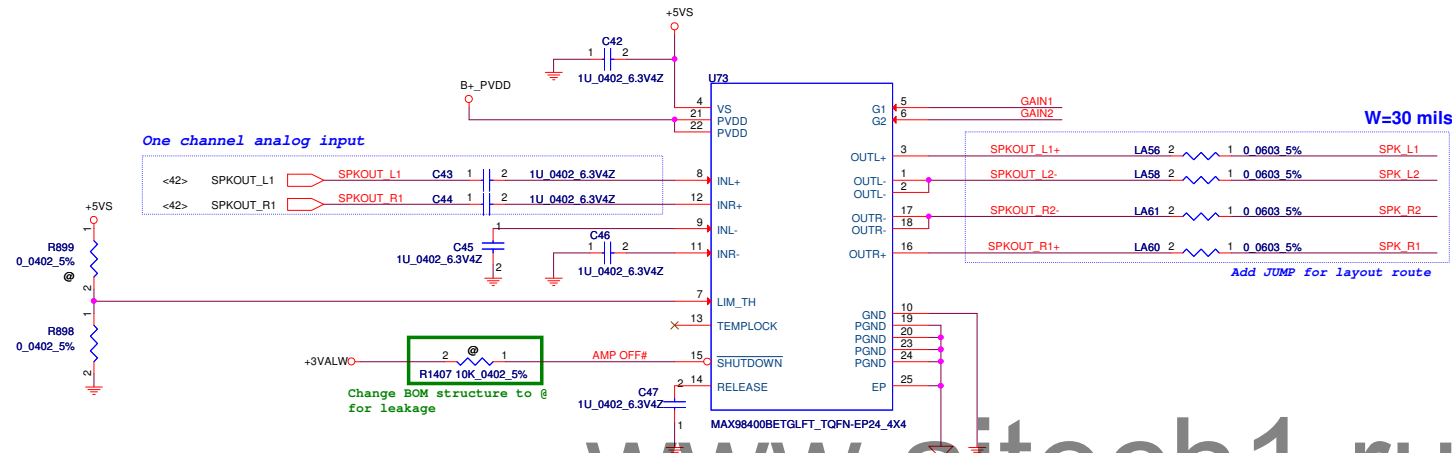 +5VS
C42
1 2
1U_0402_6.3V4Z
B+_PVDD
U73
4 VS
21 PVDD
22 PVDD
G1 5 GAIN1
G2 6 GAIN2
W=30 mils
One channel analog input
<42> SPKOUT_L1 SPKOUT_L1 C43 1 2 1U_0402_6.3V4Z 8 INL+
<42> SPKOUT_R1 SPKOUT_R1 C44 1 2 1U_0402_6.3V4Z 12 INR+
OUTL+ 3 SPKOUT_L1+ LA56 2 1 0_0603_5% SPK_L1
OUTL- 1 SPKOUT_L2- LA58 2 1 0_0603_5% SPK_L2
OUTL- 2
OUTR- 17 SPKOUT_R2- LA61 2 1 0_0603_5% SPK_R2
OUTR- 18
OUTR+ 16 SPKOUT_R1+ LA60 2 1 0_0603_5% SPK_R1
Add JUMP for layout route
9 INL-
1
C45
1U_0402_6.3V4Z
2
C46
1 2
1U_0402_6.3V4Z
11 INR-
+5VS
1
R899
0_0402_5%
@
2
7 LIM_TH
1
R898
0_0402_5%
2
13 TEMPLOCK
+3VALW 2 @ 1 AMP OFF# 15 SHUTDOWN
R1407 10K_0402_5%
Change BOM structure to @
for leakage
14 RELEASE
2
C47
1U_0402_6.3V4Z
1
GND 10
PGND 19
PGND 20
PGND 23
PGND 24
EP 25
MAX98400BETGLFT_TQFN-EP24_4X4